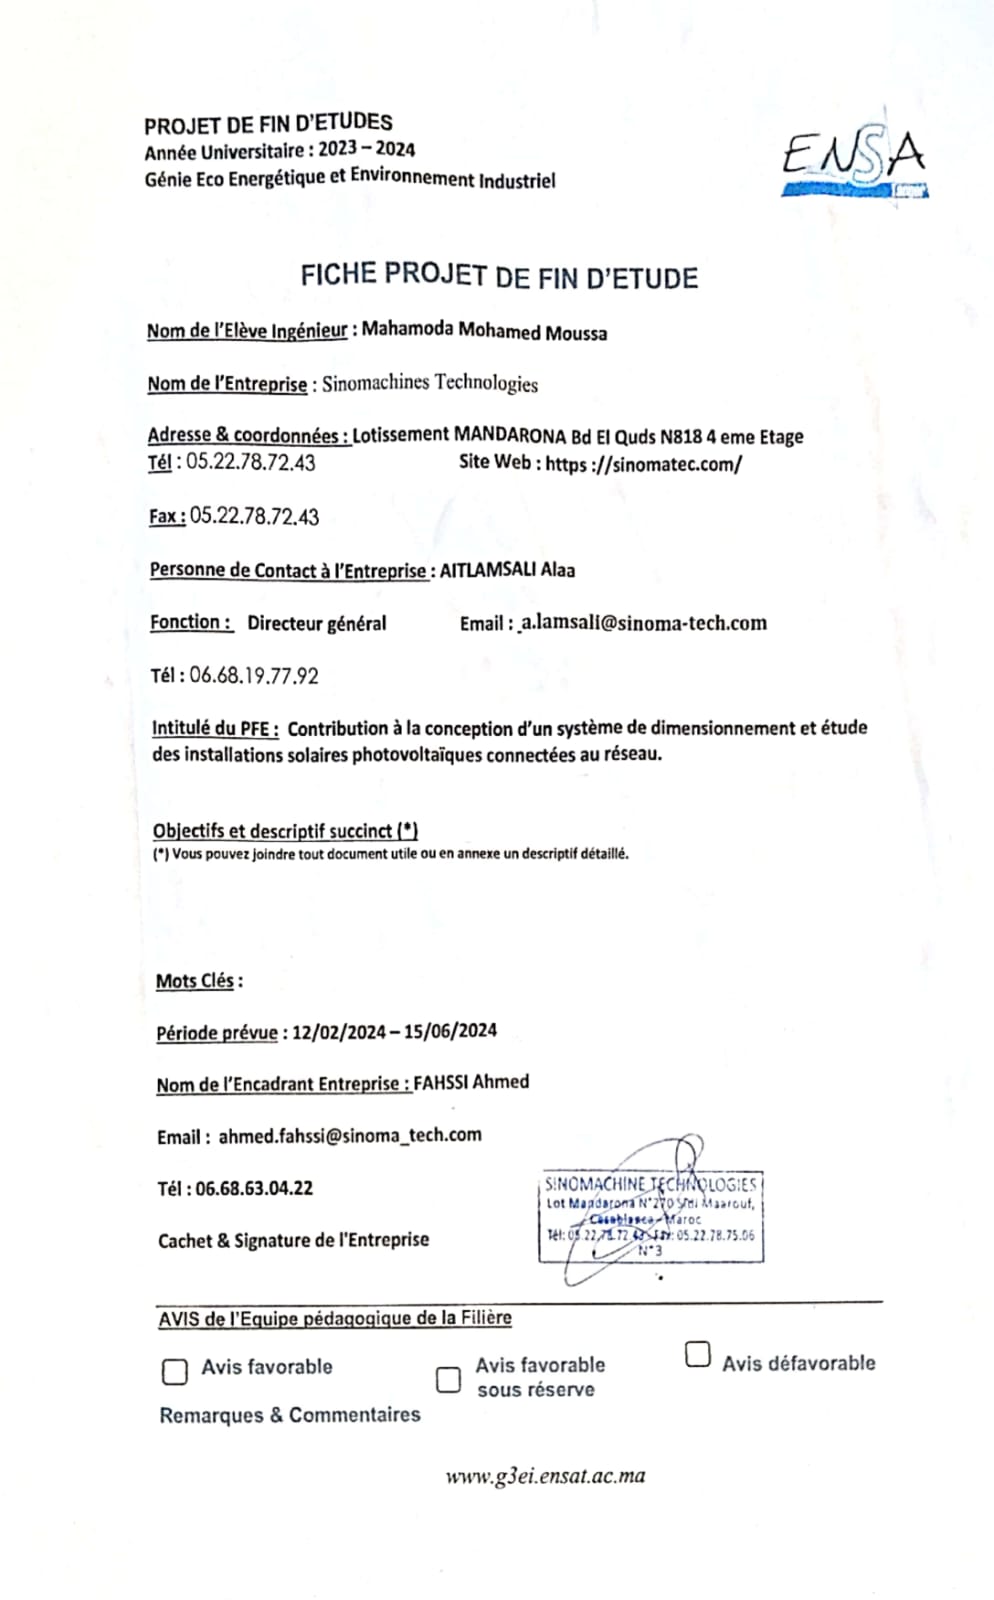 PROJET DE FIN D'ETUDES
Année Universitaire : 2023 – 2024
Génie Eco Energétique et Environnement Industriel
ENSA
FICHE PROJET DE FIN D'ETUDE
Nom de l'Elève Ingénieur : Mahamoda Mohamed Moussa
Nom de l'Entreprise : Sinomachines Technologies
Adresse & coordonnées : Lotissement MANDARONA Bd El Quds N818 4 eme Etage
Tél : 05.22.78.72.43 Site Web : https ://sinomatec.com/
Fax : 05.22.78.72.43
Personne de Contact à l'Entreprise : AITLAMSALI Alaa
Fonction : Directeur général Email : a.lamsali@sinoma-tech.com
Tél : 06.68.19.77.92
Intitulé du PFE : Contribution à la conception d'un système de dimensionnement et étude
des installations solaires photovoltaïques connectées au réseau.
Objectifs et descriptif succinct (*)
(*) Vous pouvez joindre tout document utile ou en annexe un descriptif détaillé.
Mots Clés :
Période prévue : 12/02/2024 – 15/06/2024
Nom de l'Encadrant Entreprise : FAHSSI Ahmed
Email : ahmed.fahssi@sinoma_tech.com
Tél : 06.68.63.04.22
Cachet & Signature de l'Entreprise
SINOMACHINE TECHNOLOGIES
Lot Mandarona N°270 Sidi Maarouf,
Casablanca - Maroc
Tél: 05.22.78.72.43 : 05.22.78.75.06
N°3
AVIS de l'Equipe pédagogique de la Filière
Avis favorable
Avis favorable
sous réserve
Avis défavorable
Remarques & Commentaires
www.g3ei.ensat.ac.ma